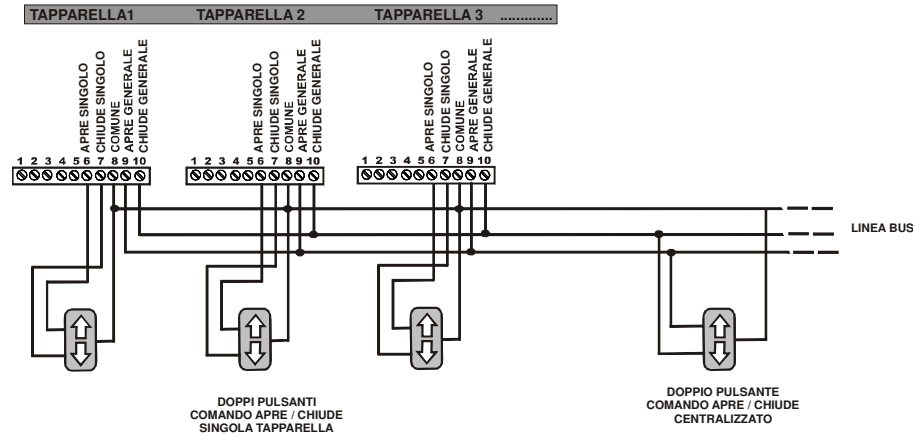 TAPPARELLA1 TAPPARELLA 2 TAPPARELLA 3 .............
APRE SINGOLO
CHIUDE SINGOLO
COMUNE
APRE GENERALE
CHIUDE GENERALE
APRE SINGOLO
CHIUDE SINGOLO
COMUNE
APRE GENERALE
CHIUDE GENERALE
APRE SINGOLO
CHIUDE SINGOLO
COMUNE
APRE GENERALE
CHIUDE GENERALE
1 2 3 4 5 6 7 8 9 10
1 2 3 4 5 6 7 8 9 10
1 2 3 4 5 6 7 8 9 10
LINEA BUS
DOPPI PULSANTI
COMANDO APRE / CHIUDE
SINGOLA TAPPARELLA
DOPPIO PULSANTE
COMANDO APRE / CHIUDE
CENTRALIZZATO